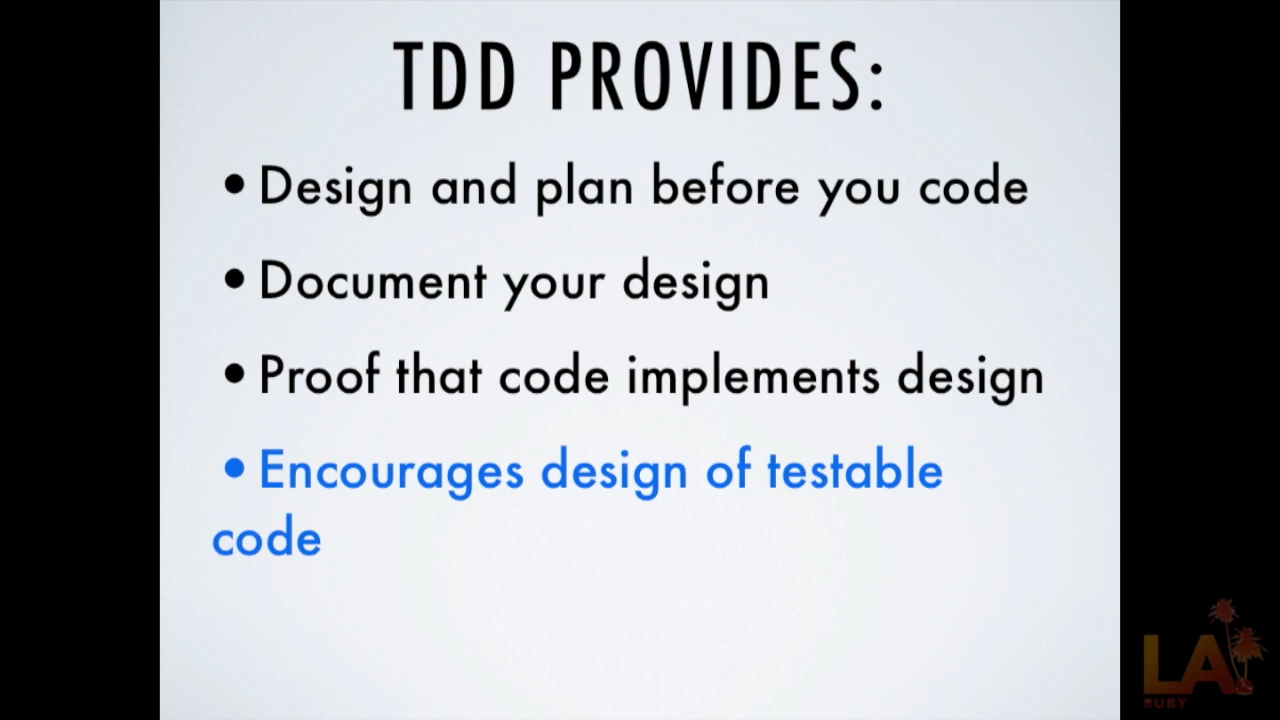 TDD PROVIDES:
•Design and plan before you code
•Document your design
•Proof that code implements design
•Encourages design of testable
code
LA
RUBY